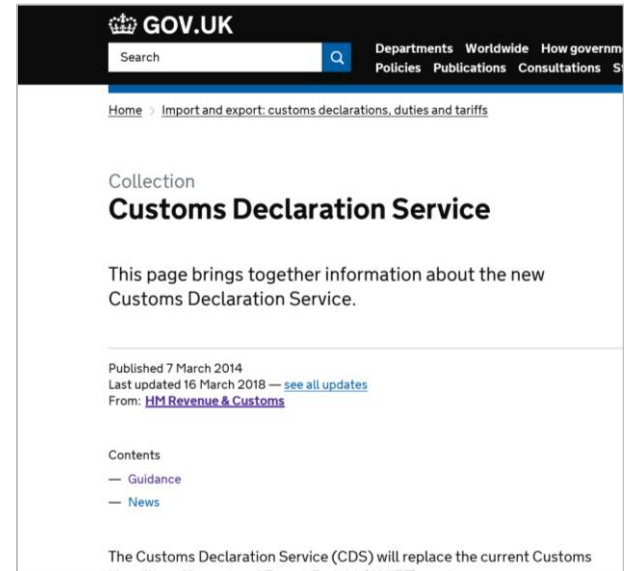 GOV.UK
Search
Departments Worldwide How governm
Policies Publications Consultations St
Home > Import and export: customs declarations, duties and tariffs
Collection
Customs Declaration Service
This page brings together information about the new
Customs Declaration Service.
Published 7 March 2014
Last updated 16 March 2018 — see all updates
From: HM Revenue & Customs
Contents
— Guidance
— News
The Customs Declaration Service (CDS) will replace the current Customs